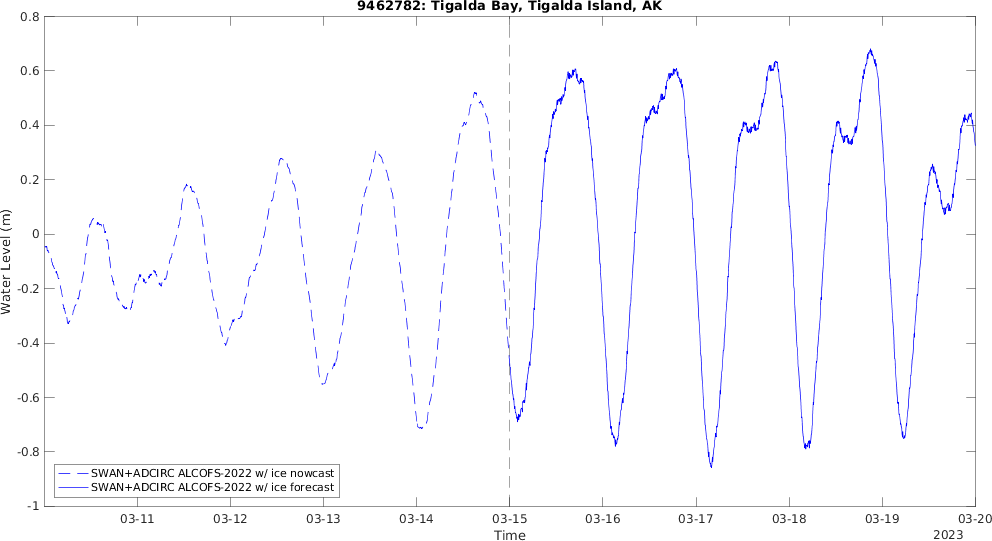 9462782: Tigalda Bay, Tigalda Island, AK
Water Level (m)
0.8
0.6
0.4
0.2
0
-0.2
-0.4
-0.6
-0.8
-1
SWAN+ADCIRC ALCOFS-2022 w/ ice nowcast
SWAN+ADCIRC ALCOFS-2022 w/ ice forecast
03-11 03-12 03-13 03-14 03-15 03-16 03-17 03-18 03-19 03-20
Time
2023